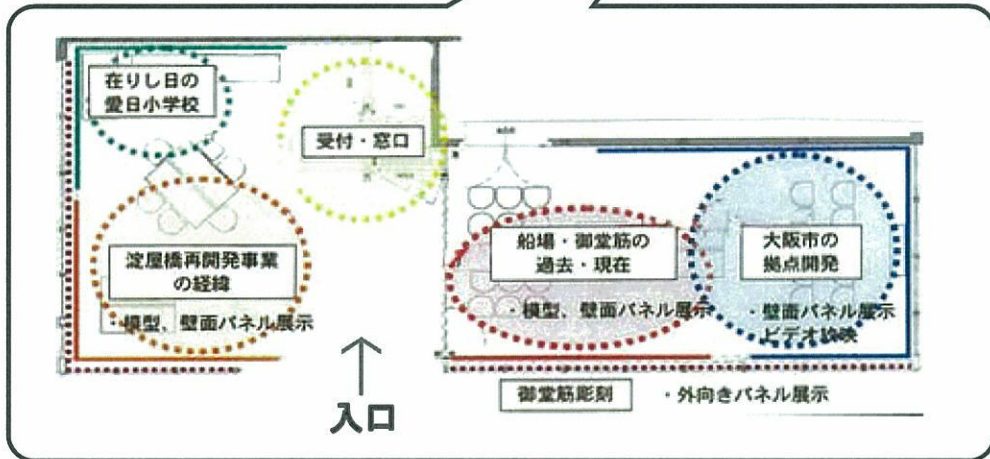 在りし日の
愛日小学校
受付・窓口
淀屋橋再開発事業
の経緯
・模型、壁面パネル展示
船場・御堂筋の
過去・現在
・模型、壁面パネル展示
大阪市の
拠点開発
・壁面パネル展示
ビデオ放映
入口
御堂筋彫刻
・外向きパネル展示